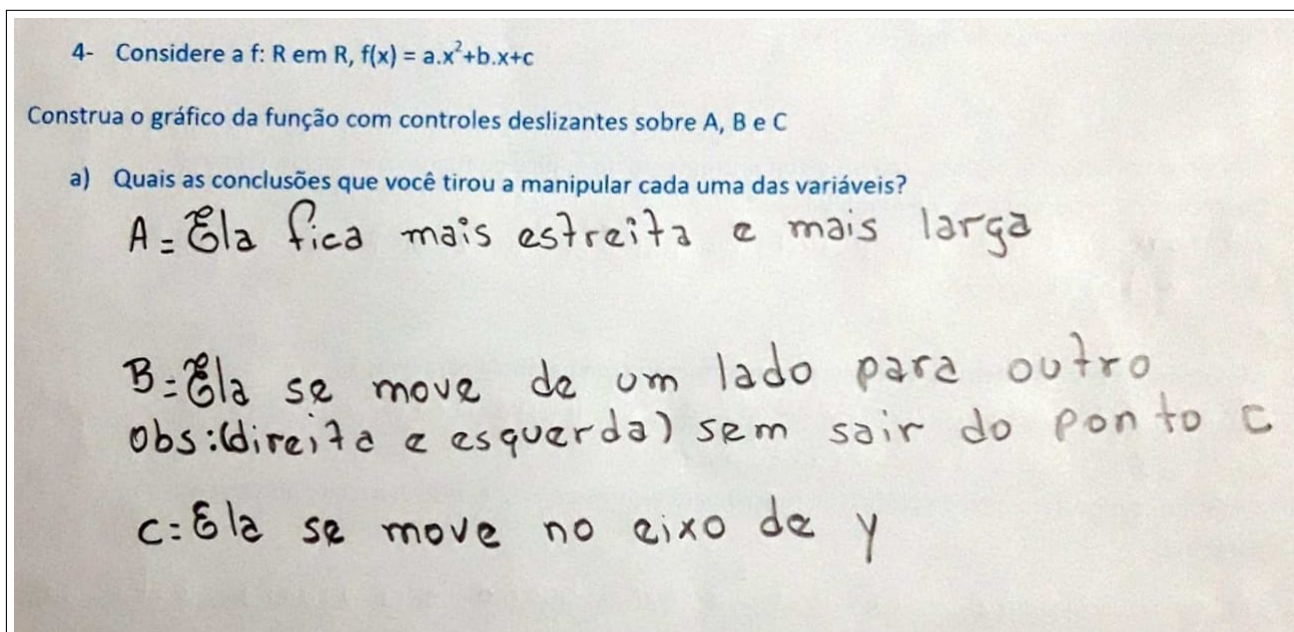 4- Considere a f: R em R, f(x) = a.x²+b.x+c
Construa o gráfico da função com controles deslizantes sobre A, B e C
a) Quais as conclusões que você tirou a manipular cada uma das variáveis?
A = Ela fica mais estreita e mais larga
B = Ela se move de um lado para outro
obs: (direita e esquerda) sem sair do ponto C
C = Ela se move no eixo de y